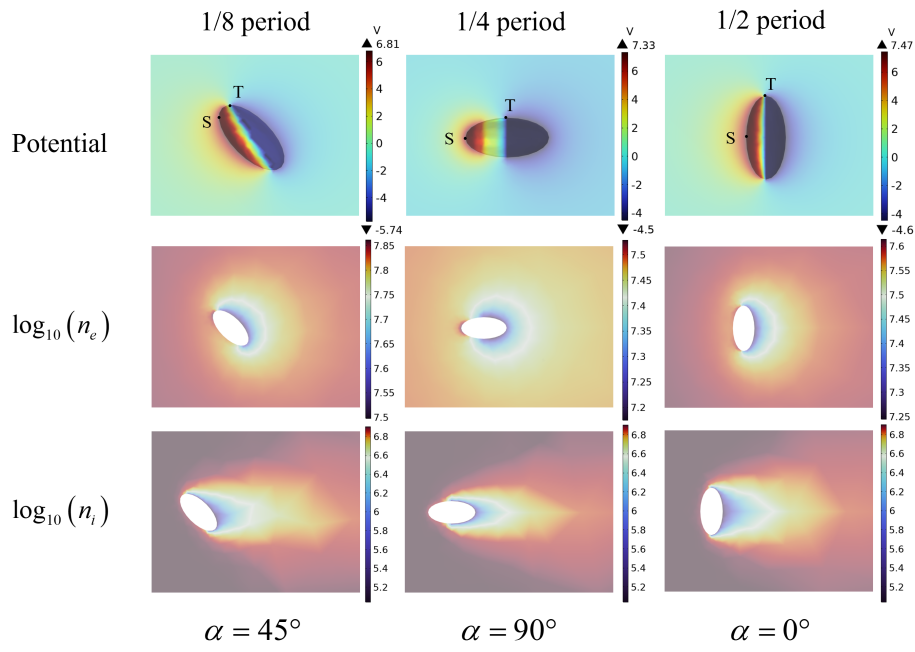 1/8 period 1/4 period 1/2 period
V V V
▲ 6.81 ▲ 7.33 ▲ 7.47
Potential
T S T S T S
6 4 2 0 -2 -4
6 4 2 0 -2 -4
6 4 2 0 -2 -4
▼ -5.74 ▼ -4.5 ▼ -4.6
log₁₀(nₑ)
7.85 7.8 7.75 7.7 7.65 7.6 7.55 7.5
7.5 7.45 7.4 7.35 7.3 7.25 7.2
7.6 7.55 7.5 7.45 7.4 7.35 7.3 7.25
log₁₀(nᵢ)
6.8 6.6 6.4 6.2 6 5.8 5.6 5.4 5.2
6.8 6.6 6.4 6.2 6 5.8 5.6 5.4 5.2
6.8 6.6 6.4 6.2 6 5.8 5.6 5.4 5.2
α = 45° α = 90° α = 0°